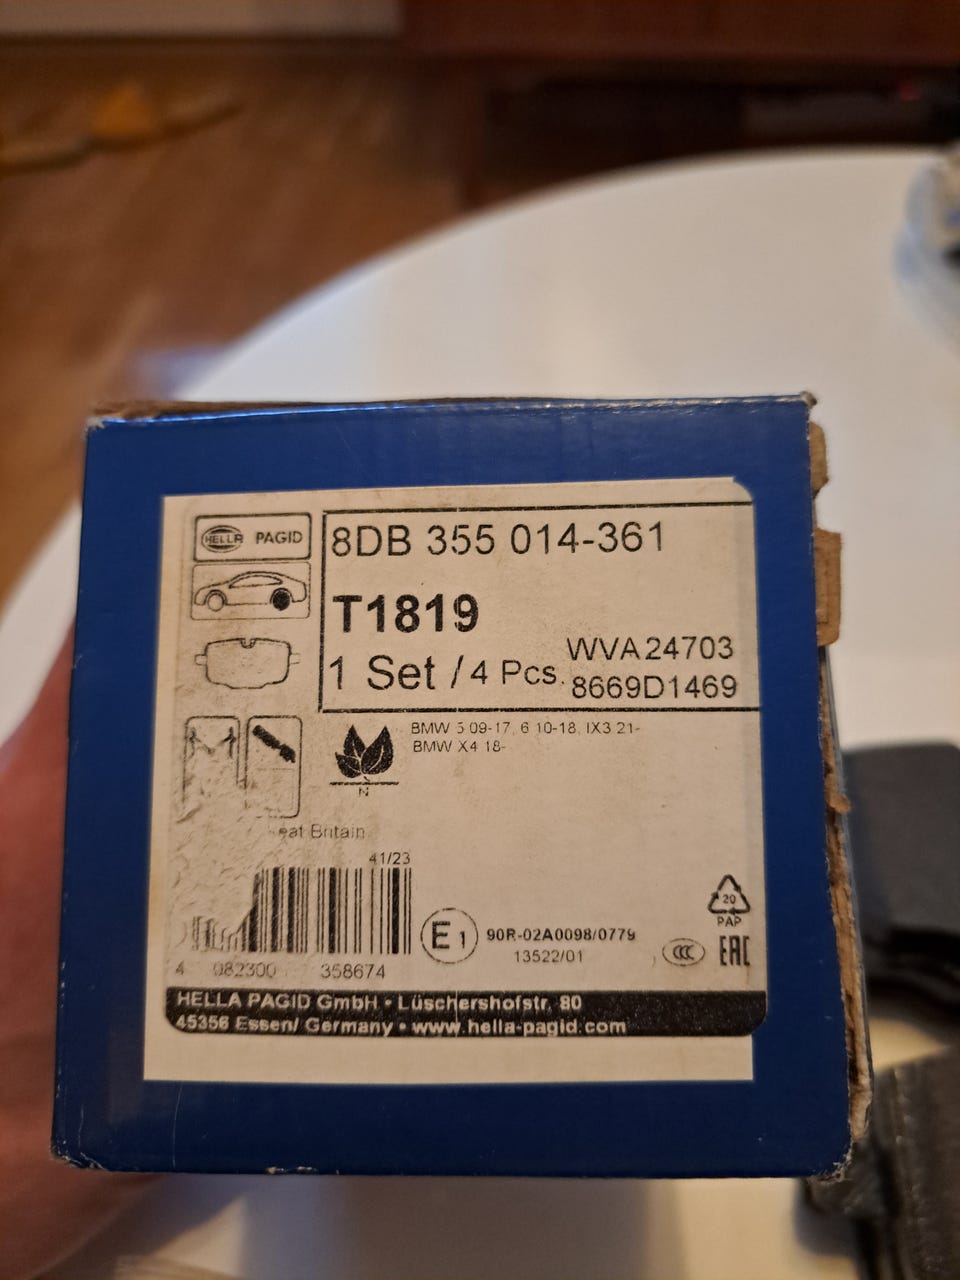 HELLA PAGID
8DB 355 014-361
T1819
1 Set / 4 Pcs.
WVA 24703
8669D1469
BMW 5 09-17, 6 10-18, IX3 21-
BMW X4 18-
N
eat Britain
41/23
4 082300 358674
E1
90R-02A0098/0779
13522/01
20
PAP
CCC
EAC
HELLA PAGID GmbH • Lüschershofstr. 80
45356 Essen/ Germany • www.hella-pagid.com